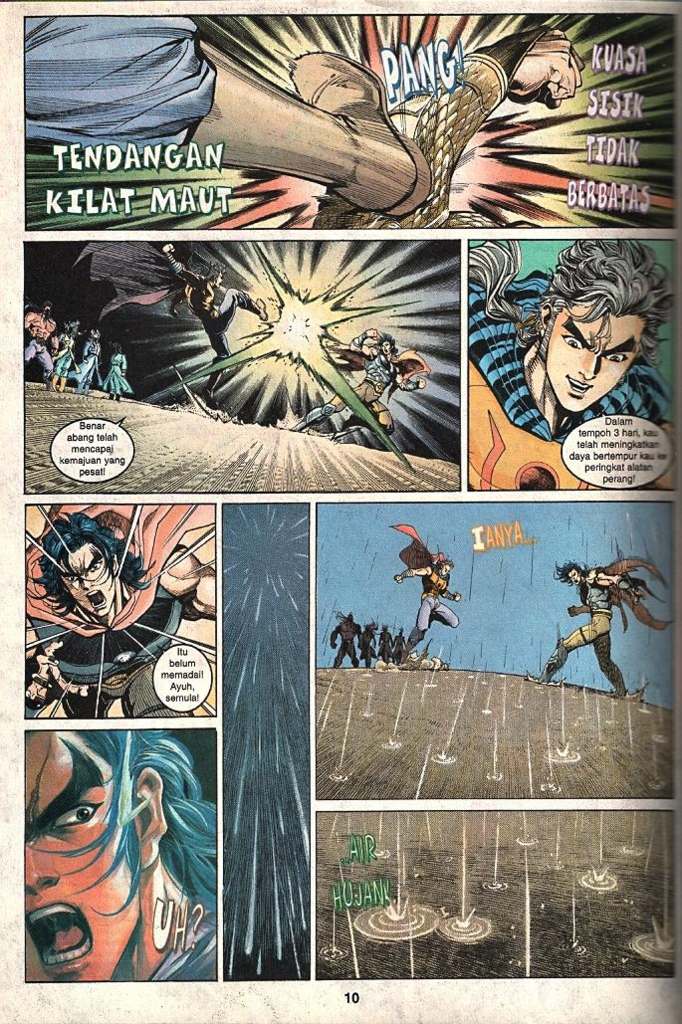 PANG!
KUASA
SISIK
TIDAK
BERBATAS
TENDANGAN
KILAT MAUT
Benar
abang telah
mencapai
kemajuan yang
pesat!
Dalam
tempoh 3 hari, kau
telah meningkatkan
daya bertempur kau ke
peringkat alatan
perang!
Itu
belum
memadai!
Ayuh,
semula!
IANYA...
UH?
..AIR
HUJAN!
10